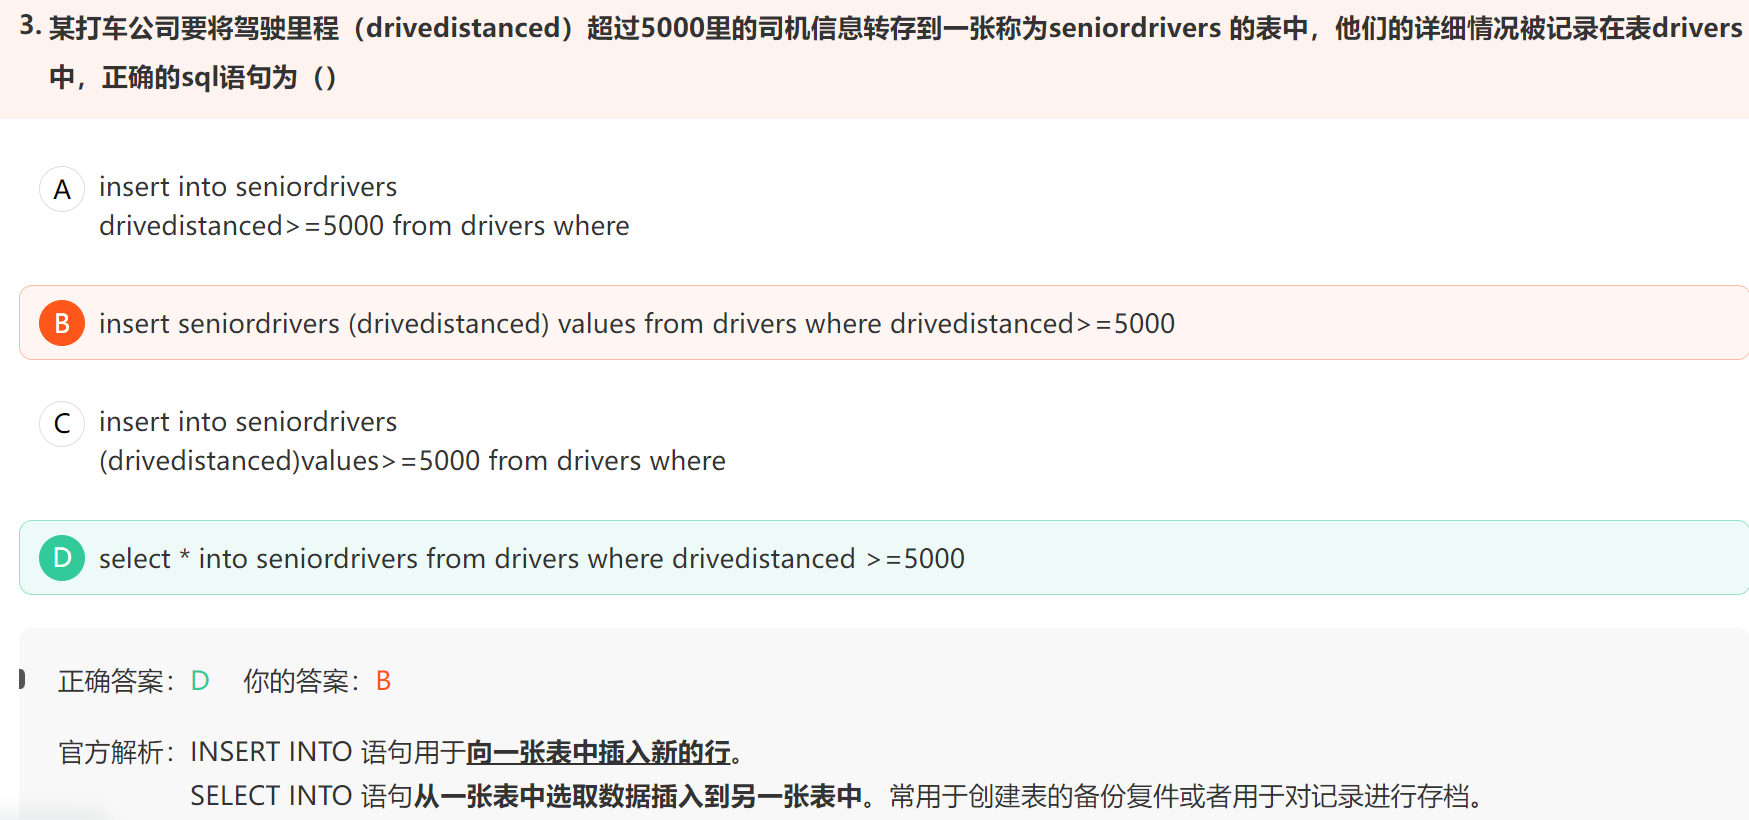 3. 某打车公司要将驾驶里程（drivedistanced）超过5000里的司机信息转存到一张称为seniordrivers 的表中，他们的详细情况被记录在表drivers
中，正确的sql语句为（）
A insert into seniordrivers
drivedistanced>=5000 from drivers where
B insert seniordrivers (drivedistanced) values from drivers where drivedistanced>=5000
C insert into seniordrivers
(drivedistanced)values>=5000 from drivers where
D select * into seniordrivers from drivers where drivedistanced >=5000
正确答案：D 你的答案：B
官方解析：INSERT INTO 语句用于向一张表中插入新的行。
SELECT INTO 语句从一张表中选取数据插入到另一张表中。常用于创建表的备份复件或者用于对记录进行存档。